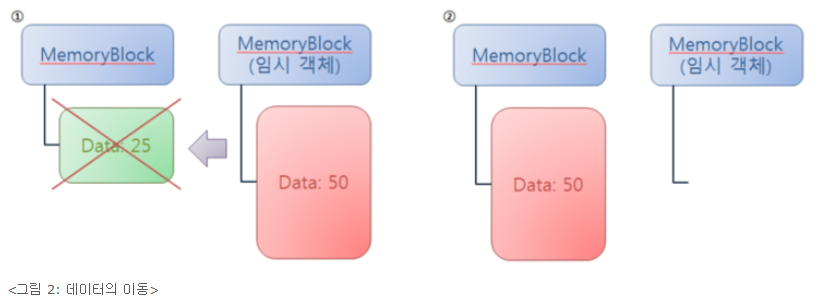 ①
MemoryBlock
MemoryBlock
(임시 객체)
Data: 25
Data: 50
②
MemoryBlock
MemoryBlock
(임시 객체)
Data: 50
<그림 2: 데이터의 이동>